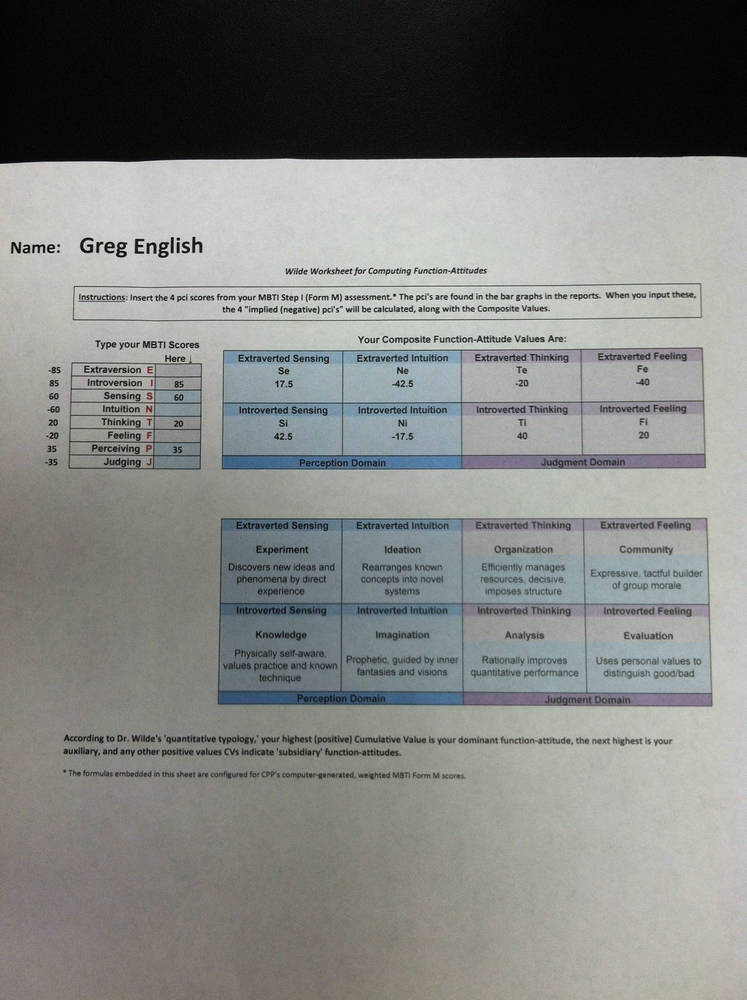 Name: Greg English
Wilde Worksheet for Computing Function-Attitudes
Instructions: Insert the 4 pci scores from your MBTI Step I (Form M) assessment.* The pci's are found in the bar graphs in the reports. When you input these,
the 4 "implied (negative) pci's" will be calculated, along with the Composite Values.
Type your MBTI Scores
Here ↓
-85 Extraversion E
85 Introversion I 85
60 Sensing S 60
-60 Intuition N
20 Thinking T 20
-20 Feeling F
35 Perceiving P 35
-35 Judging J
Your Composite Function-Attitude Values Are:
Extraverted Sensing Extraverted Intuition Extraverted Thinking Extraverted Feeling
Se Ne Te Fe
17.5 -42.5 -20 -40
Introverted Sensing Introverted Intuition Introverted Thinking Introverted Feeling
Si Ni Ti Fi
42.5 -17.5 40 20
Perception Domain Judgment Domain
Extraverted Sensing Extraverted Intuition Extraverted Thinking Extraverted Feeling
Experiment Ideation Organization Community
Discovers new ideas and Rearranges known Efficiently manages Expressive, tactful builder
phenomena by direct concepts into novel resources, decisive, of group morale
experience systems imposes structure
Introverted Sensing Introverted Intuition Introverted Thinking Introverted Feeling
Knowledge Imagination Analysis Evaluation
Physically self-aware, Prophetic, guided by inner Rationally improves Uses personal values to
values practice and known fantasies and visions quantitative performance distinguish good/bad
technique
Perception Domain Judgment Domain
According to Dr. Wilde's 'quantitative typology,' your highest (positive) Cumulative Value is your dominant function-attitude, the next highest is your
auxiliary, and any other positive values CVs indicate 'subsidiary' function-attitudes.
* The formulas embedded in this sheet are configured for CPP's computer-generated, weighted MBTI Form M scores.